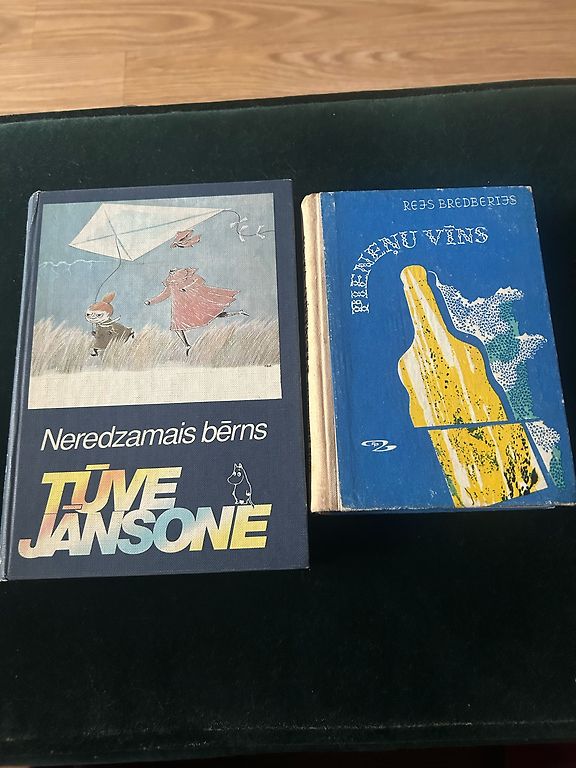 Neredzamais bērns
TŪVE
JANSONE
REJS BREDBERIJS
PIENEŅU VĪNS